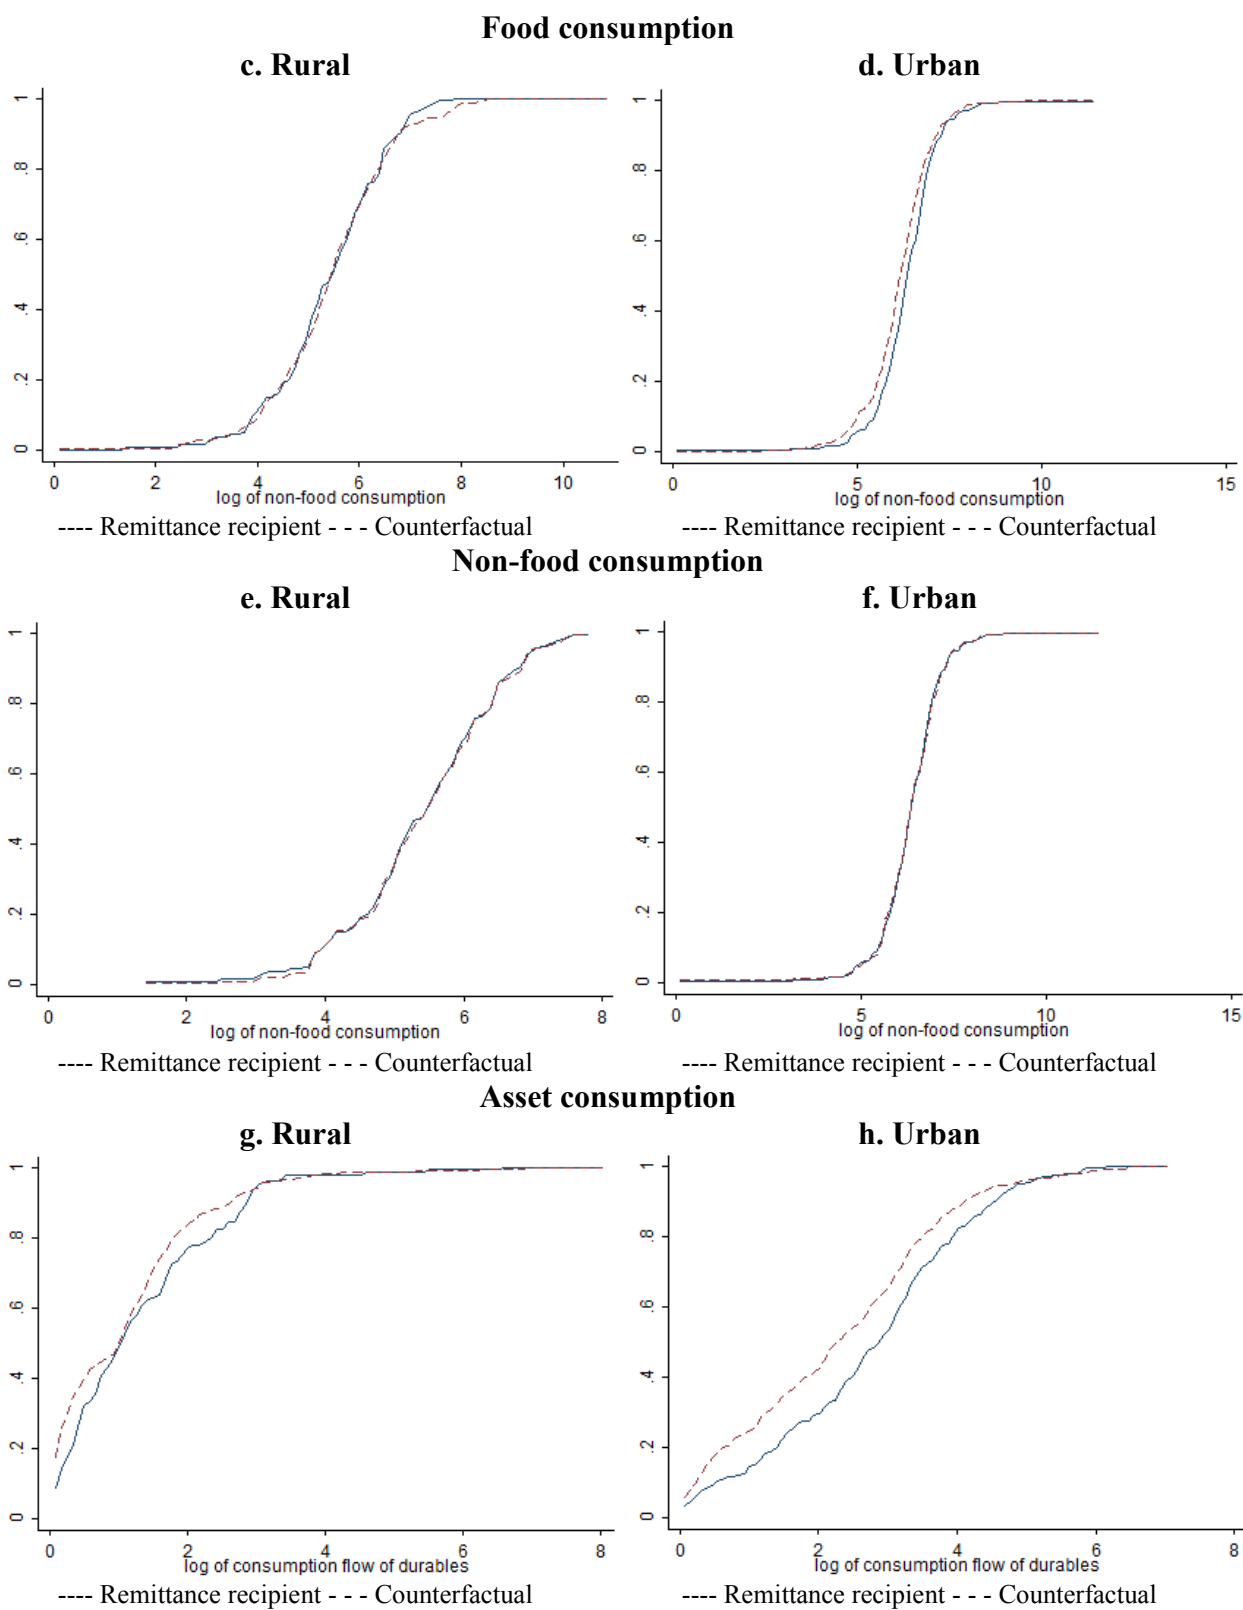 Food consumption
c. Rural
d. Urban
1
.8
.6
.4
.2
0
0 2 4 6 8 10
log of non-food consumption
1
.8
.6
.4
.2
0
0 5 10 15
log of non-food consumption
---- Remittance recipient - - - Counterfactual
---- Remittance recipient - - - Counterfactual
Non-food consumption
e. Rural
f. Urban
1
.8
.6
.4
.2
0
0 2 4 6 8
log of non-food consumption
1
.8
.6
.4
.2
0
0 5 10 15
log of non-food consumption
---- Remittance recipient - - - Counterfactual
---- Remittance recipient - - - Counterfactual
Asset consumption
g. Rural
h. Urban
1
.8
.6
.4
.2
0
0 2 4 6 8
log of consumption flow of durables
1
.8
.6
.4
.2
0
0 2 4 6 8
log of consumption flow of durables
---- Remittance recipient - - - Counterfactual
---- Remittance recipient - - - Counterfactual